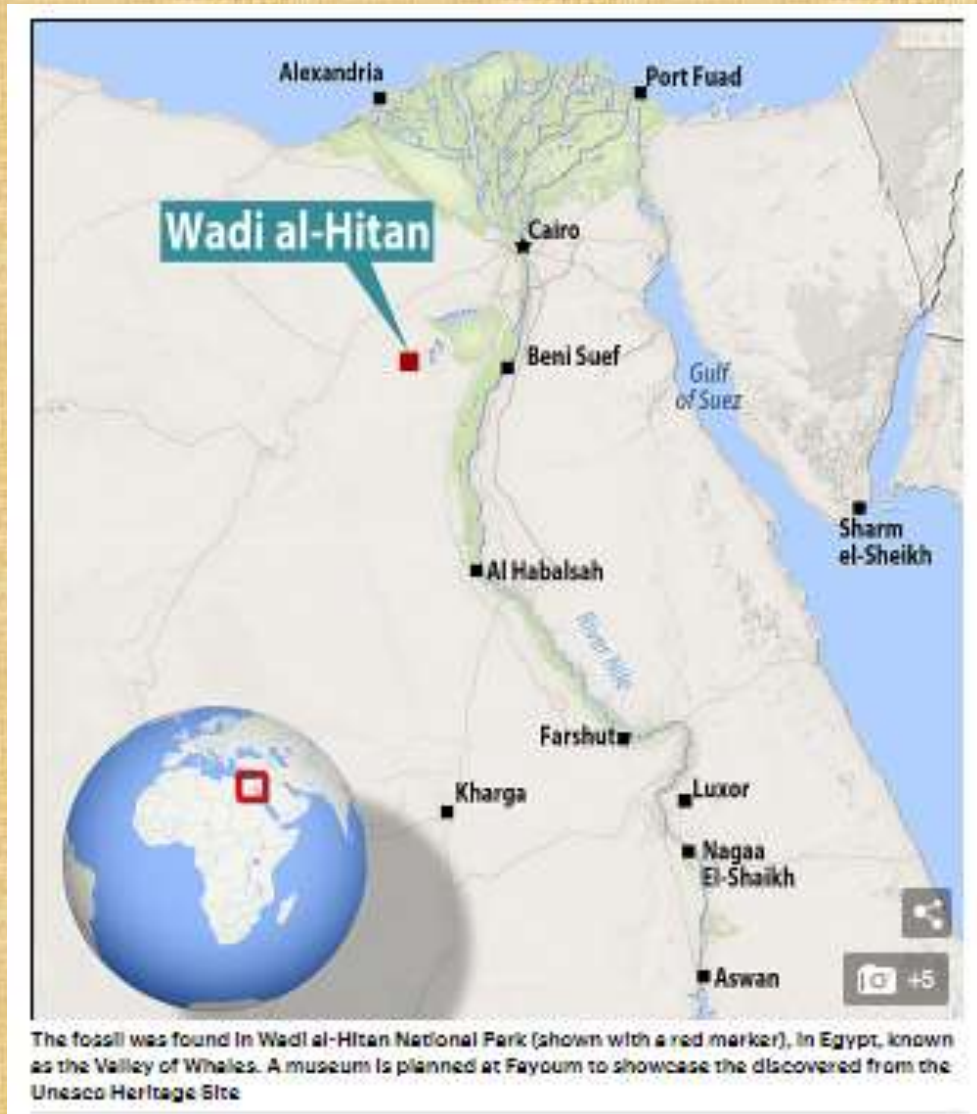 Alexandria
Port Fuad
Wadi al-Hitan
Cairo
Beni Suef
Gulf
of Suez
Sharm
el-Sheikh
Al Habalsah
River Nile
Farshut
Kharga
Luxor
Nagaa
El-Shaikh
Aswan
+5
The fossil was found in Wadi al-Hitan National Park (shown with a red marker), in Egypt, known
as the Valley of Whales. A museum is planned at Fayoum to showcase the discovered from the
Unesco Heritage Site